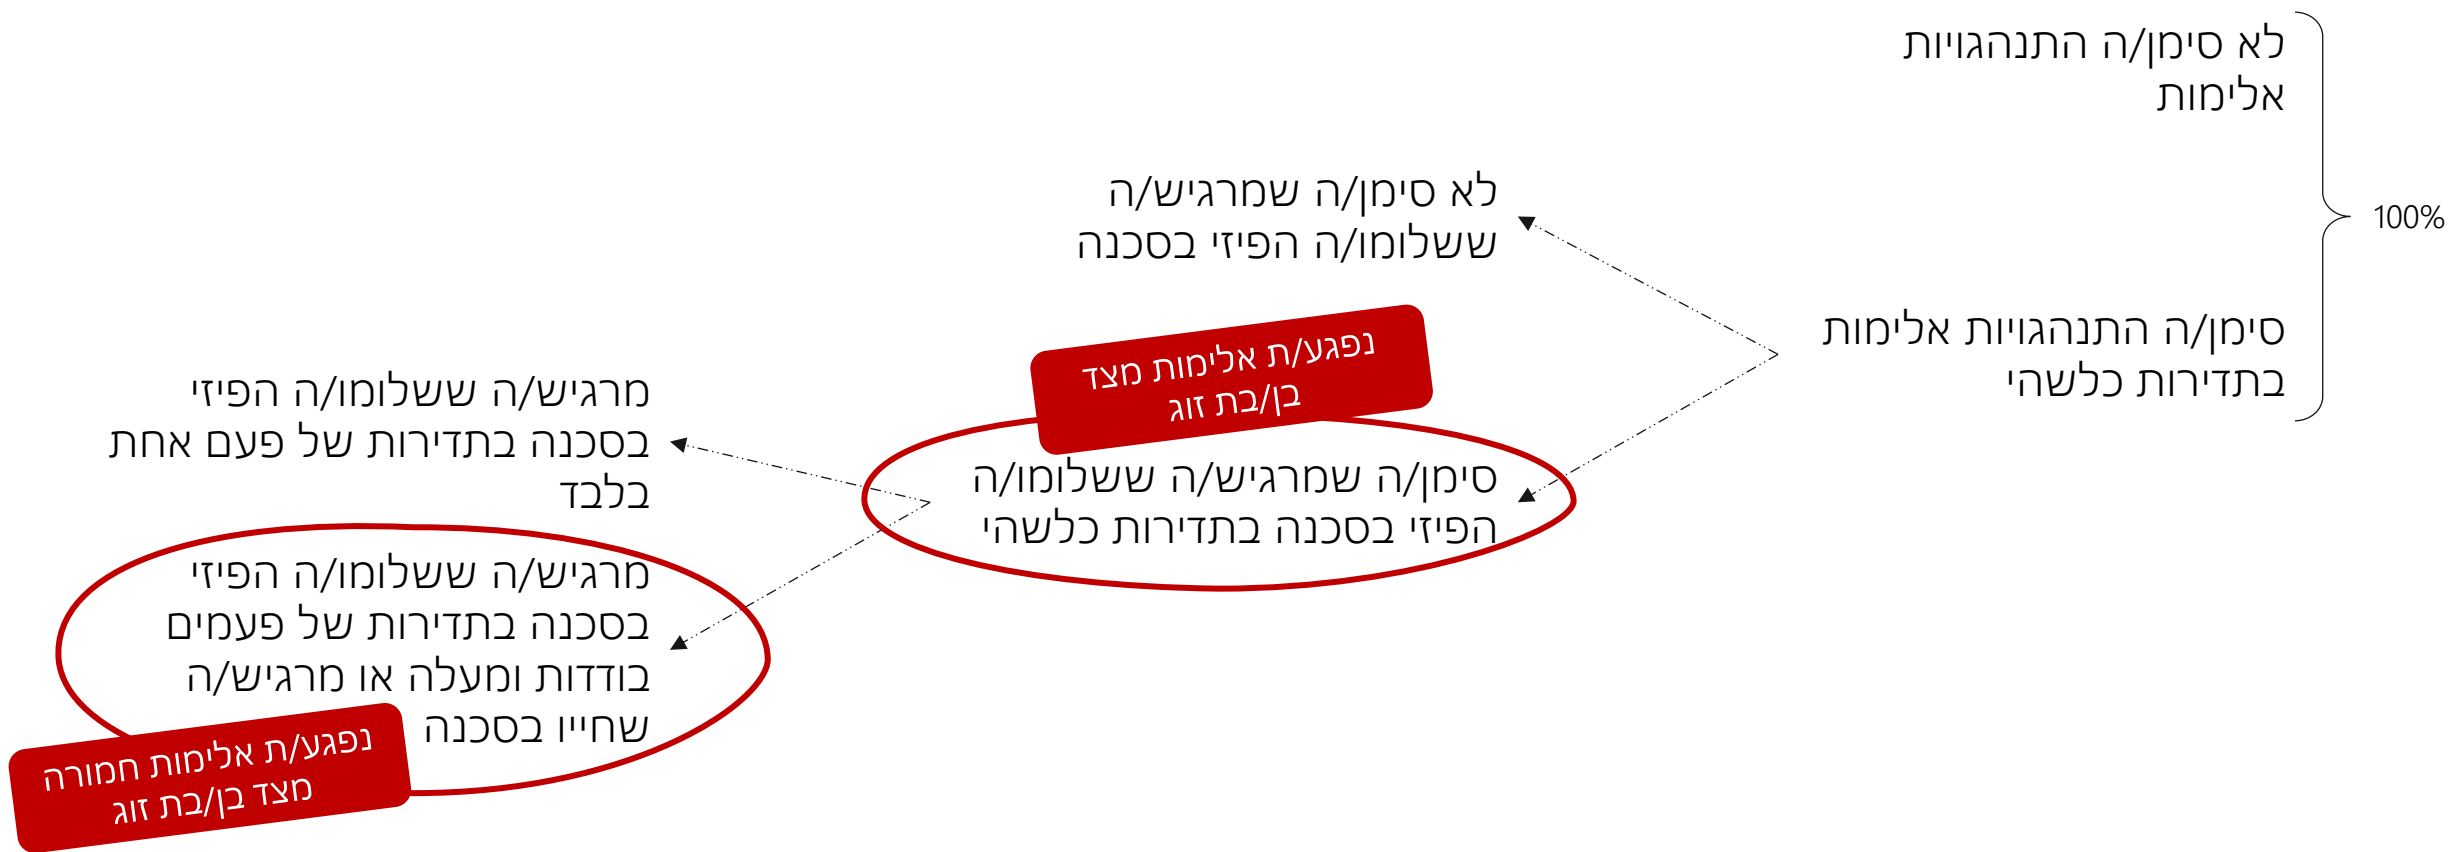 לא סימן/ה התנהגויות
אלימות
100%
סימן/ה התנהגויות אלימות
בתדירות כלשהי
לא סימן/ה שמרגיש/ה
ששלומו/ה הפיזי בסכנה
נפגע/ת אלימות מצד
בן/בת זוג
סימן/ה שמרגיש/ה ששלומו/ה
הפיזי בסכנה בתדירות כלשהי
מרגיש/ה ששלומו/ה הפיזי
בסכנה בתדירות של פעם אחת
בלבד
מרגיש/ה ששלומו/ה הפיזי
בסכנה בתדירות של פעמים
בודדות ומעלה או מרגיש/ה
שחייו בסכנה
נפגע/ת אלימות חמורה
מצד בן/בת זוג